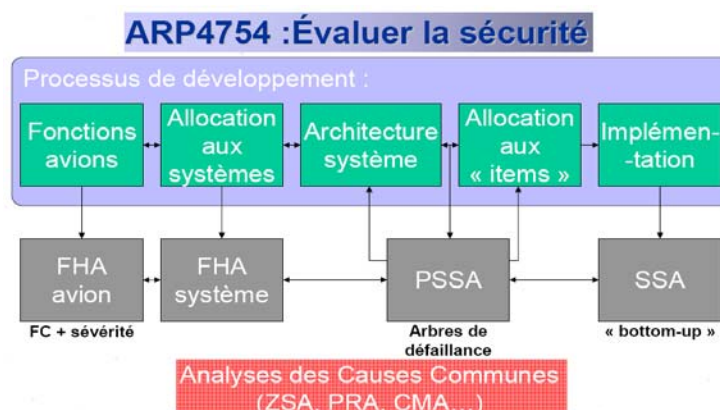 ARP4754 :Évaluer la sécurité
Processus de développement :
Fonctions
avions
Allocation
aux
systèmes
Architecture
système
Allocation
aux
« items »
Implémen-
-tation
FHA
avion
FHA
système
PSSA
SSA
FC + sévérité
Arbres de
défaillance
« bottom-up »
Analyses des Causes Communes
(ZSA, PRA, CMA...)